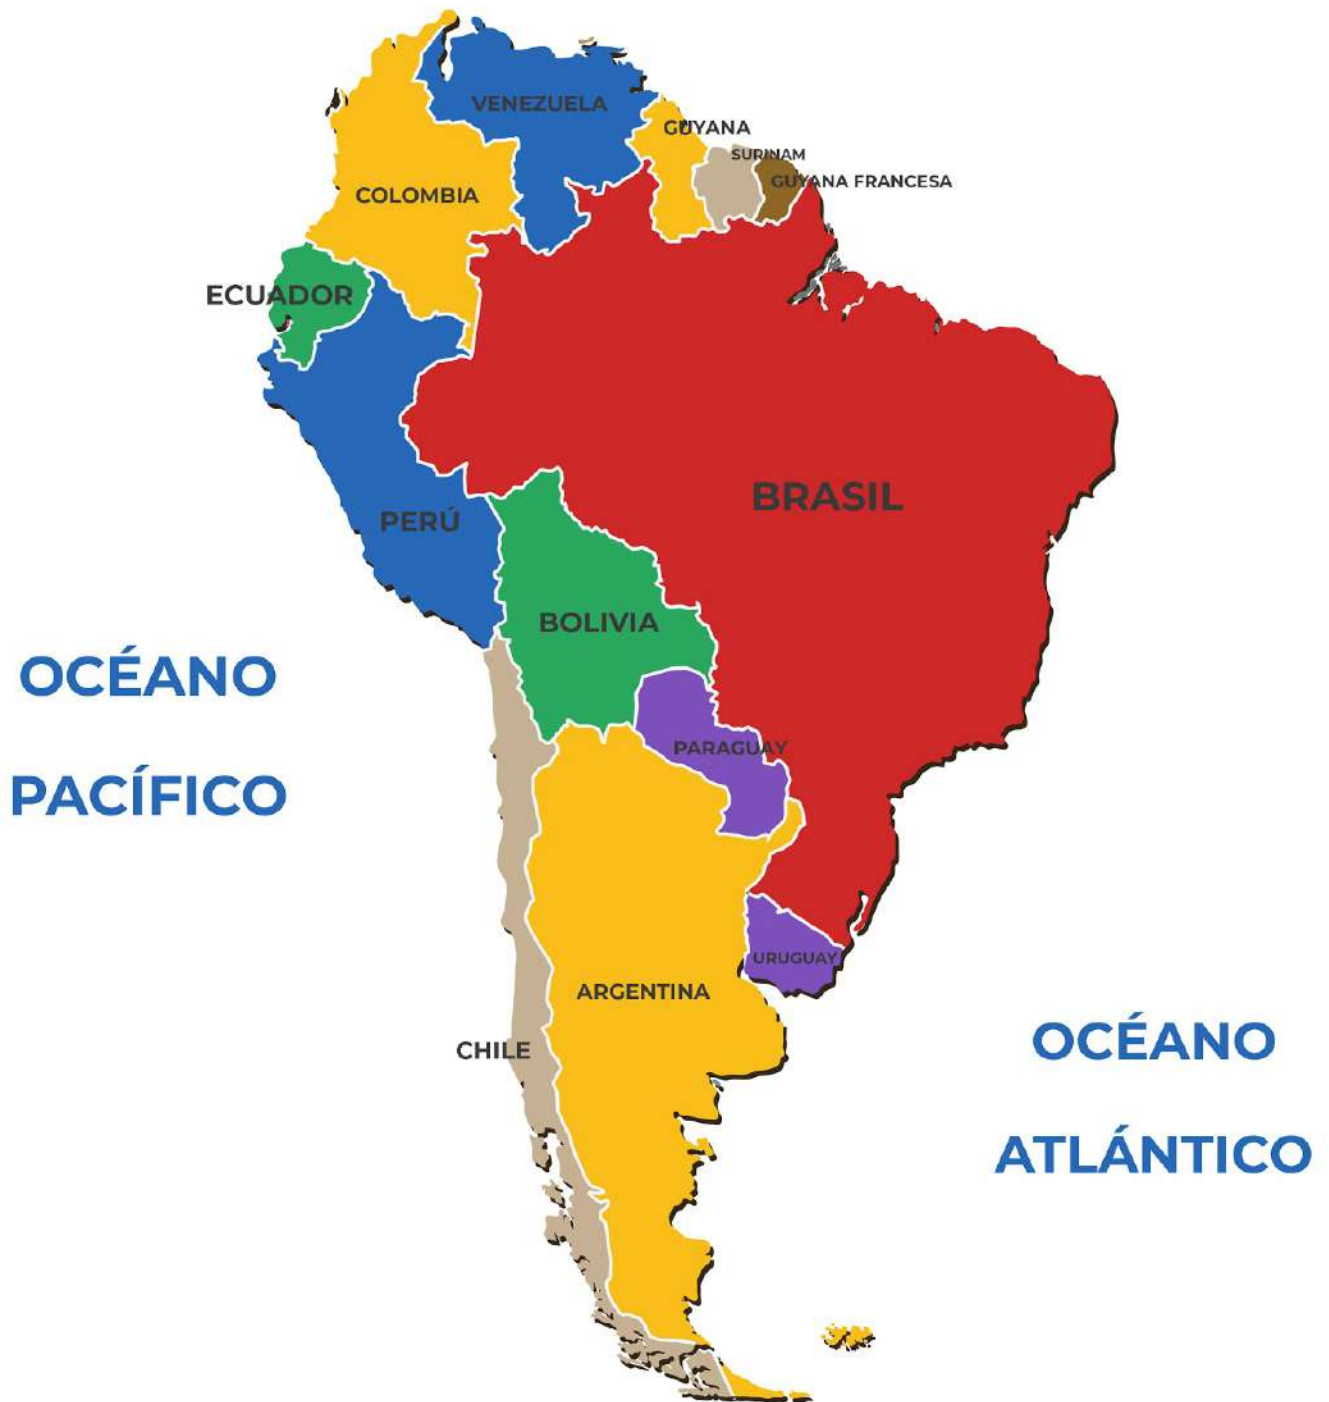 VENEZUELA
GUYANA
SURINAM
GUYANA FRANCESA
COLOMBIA
ECUADOR
BRASIL
PERÚ
BOLIVIA
OCÉANO
PACÍFICO
PARAGUAY
URUGUAY
ARGENTINA
CHILE
OCÉANO
ATLÁNTICO